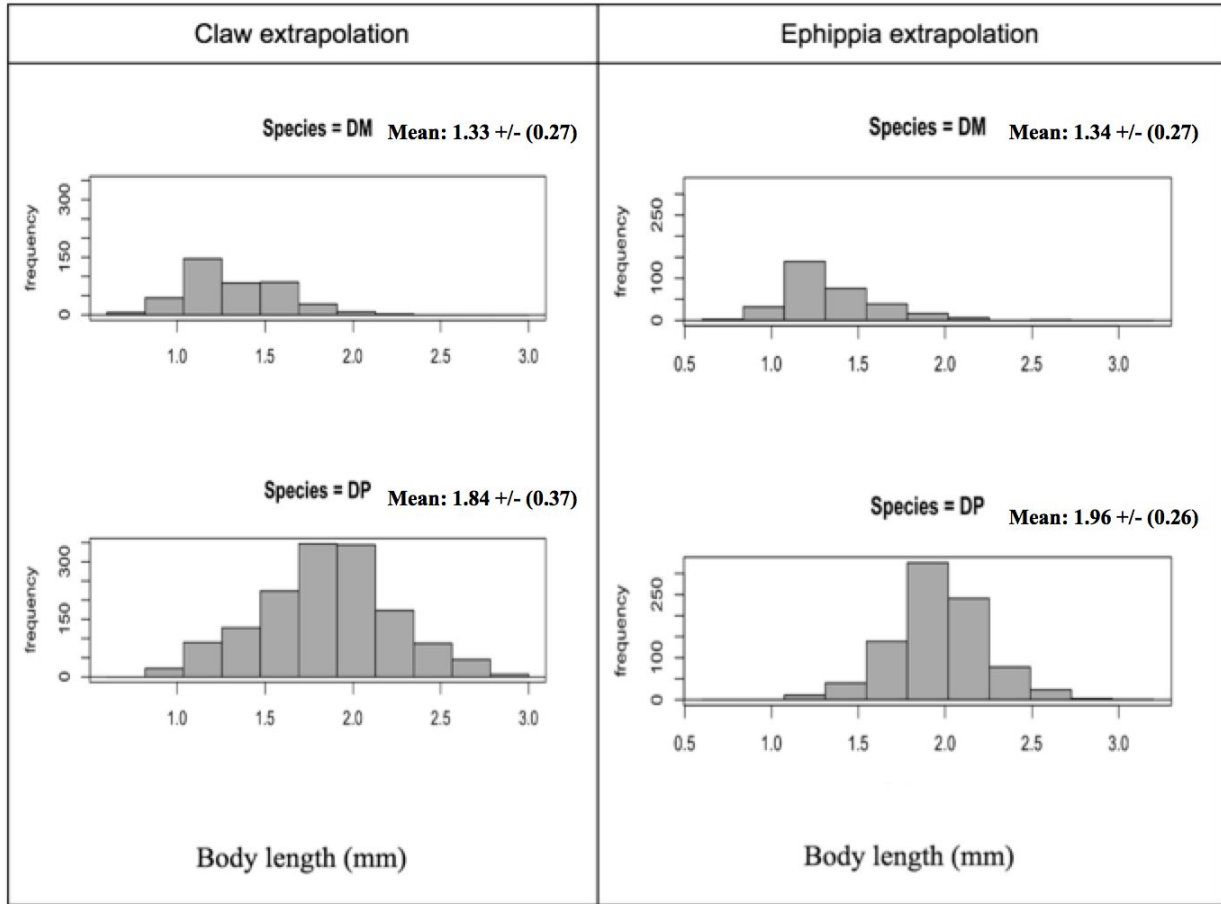 Claw extrapolation
Ephippia extrapolation
Species = DM Mean: 1.33 +/- (0.27)
frequency
300
150
0
1.0 1.5 2.0 2.5 3.0
Species = DM Mean: 1.34 +/- (0.27)
frequency
250
100
0
0.5 1.0 1.5 2.0 2.5 3.0
Species = DP Mean: 1.84 +/- (0.37)
frequency
300
150
0
1.0 1.5 2.0 2.5 3.0
Species = DP Mean: 1.96 +/- (0.26)
frequency
250
100
0
0.5 1.0 1.5 2.0 2.5 3.0
Body length (mm)
Body length (mm)